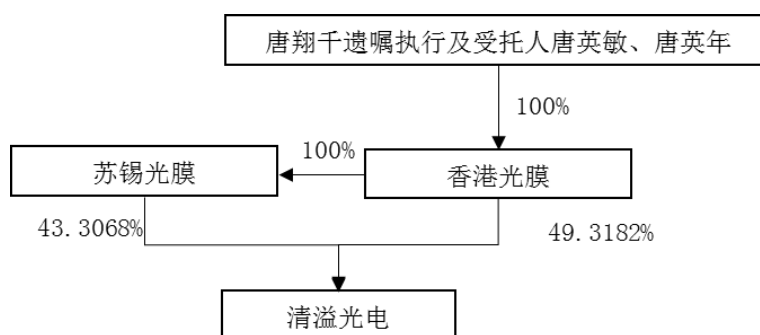 唐翔千遗嘱执行及受托人唐英敏、唐英年
100%
苏锡光膜
100%
香港光膜
43.3068%
49.3182%
清溢光电